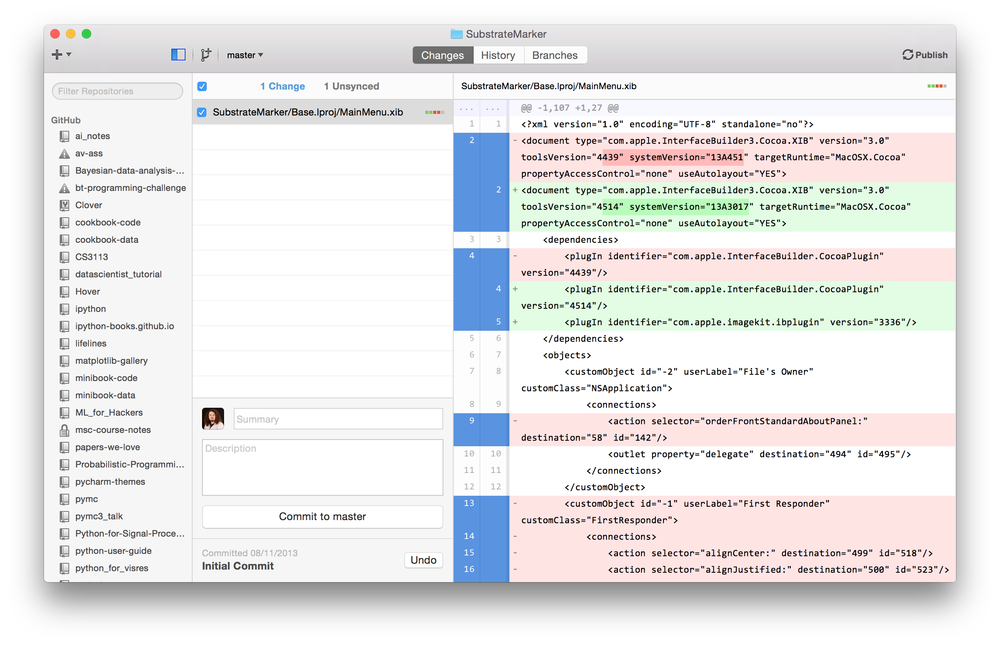 SubstrateMarker
master
Changes
History
Branches
Publish
Filter Repositories
GitHub
ai_notes
av-ass
Bayesian-data-analysis-...
bt-programming-challenge
Clover
cookbook-code
cookbook-data
CS3113
datascientist_tutorial
Hover
ipython
ipython-books.github.io
lifelines
matplotlib-gallery
minibook-code
minibook-data
ML_for_Hackers
msc-course-notes
papers-we-love
Probabilistic-Programmi...
pycharm-themes
pymc
pymc3_talk
Python-for-Signal-Proce...
python-user-guide
python_for_visres
1 Change 1 Unsynced
SubstrateMarker/Base.lproj/MainMenu.xib
Summary
Description
Commit to master
Committed 08/11/2013
Initial Commit
Undo
SubstrateMarker/Base.lproj/MainMenu.xib
... ... @@ -1,107 +1,27 @@
1 1 <?xml version="1.0" encoding="UTF-8" standalone="no"?>
2 - <document type="com.apple.InterfaceBuilder3.Cocoa.XIB" version="3.0"
toolsVersion="4439" systemVersion="13A451" targetRuntime="MacOSX.Cocoa"
propertyAccessControl="none" useAutolayout="YES">
2 + <document type="com.apple.InterfaceBuilder3.Cocoa.XIB" version="3.0"
toolsVersion="4514" systemVersion="13A3017" targetRuntime="MacOSX.Cocoa"
propertyAccessControl="none" useAutolayout="YES">
3 3 <dependencies>
4 - <plugIn identifier="com.apple.InterfaceBuilder.CocoaPlugin"
version="4439"/>
4 + <plugIn identifier="com.apple.InterfaceBuilder.CocoaPlugin"
version="4514"/>
5 + <plugIn identifier="com.apple.imagekit.ibplugin" version="3336"/>
5 6 </dependencies>
6 7 <objects>
7 8 <customObject id="-2" userLabel="File's Owner"
customClass="NSApplication">
8 9 <connections>
9 - <action selector="orderFrontStandardAboutPanel:"
destination="58" id="142"/>
10 10 <outlet property="delegate" destination="494" id="495"/>
11 11 </connections>
12 12 </customObject>
13 - <customObject id="-1" userLabel="First Responder"
customClass="FirstResponder">
14 - <connections>
15 - <action selector="alignCenter:" destination="499" id="518"/>
16 - <action selector="alignJustified:" destination="500" id="523"/>